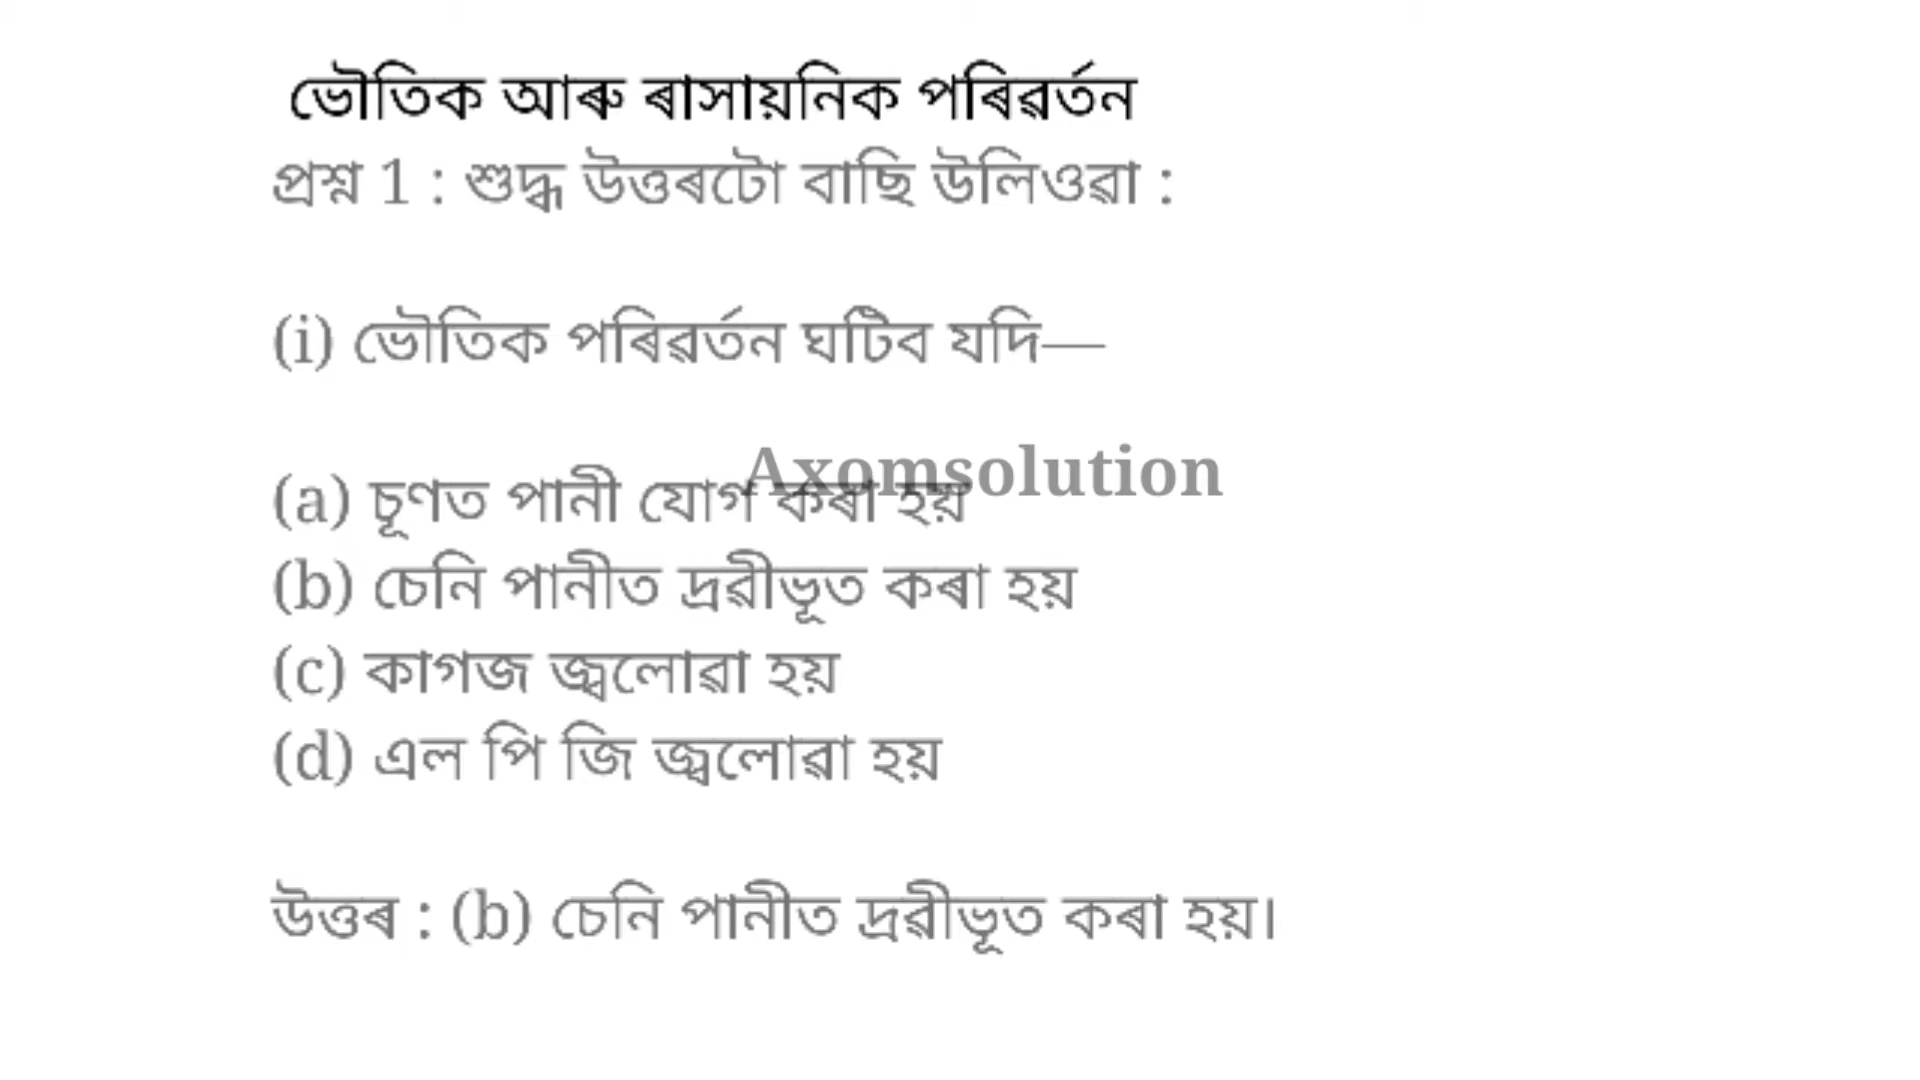 ভৌতিক আৰু ৰাসায়নিক পৰিৱৰ্তন
প্ৰশ্ন 1 : শুদ্ধ উত্তৰটো বাছি উলিওৱা :
(i) ভৌতিক পৰিৱৰ্তন ঘটিব যদি—
Axomsolution
(a) চূণত পানী যোগ কৰা হয়
(b) চেনি পানীত দ্ৰৱীভূত কৰা হয়
(c) কাগজ জ্বলোৱা হয়
(d) এল পি জি জ্বলোৱা হয়
উত্তৰ : (b) চেনি পানীত দ্ৰৱীভূত কৰা হয়।